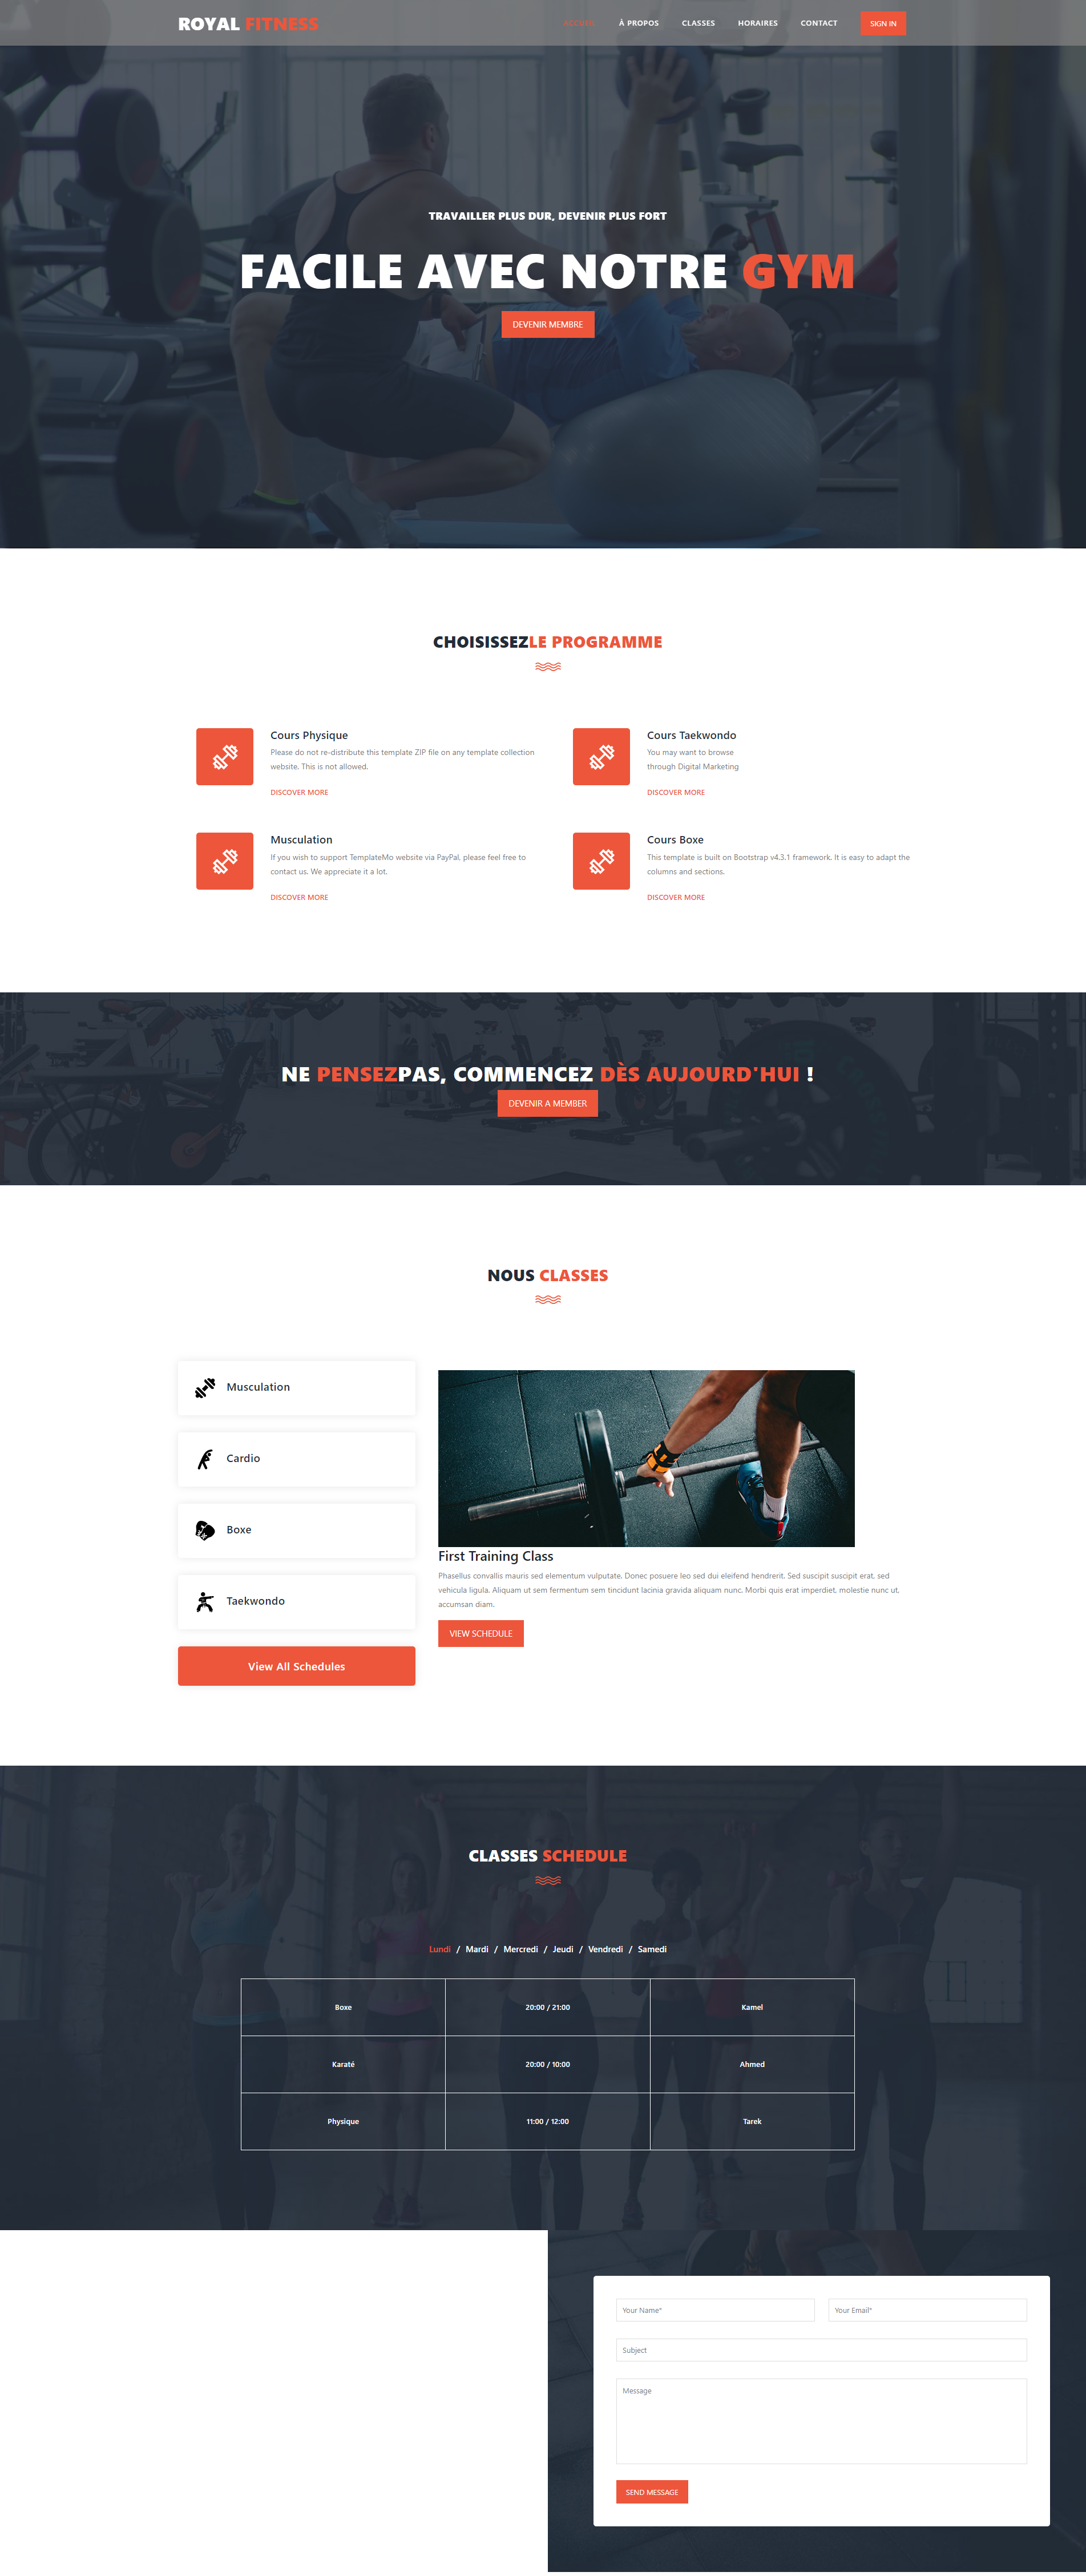 ROYAL FITNESS
ACCUEIL
À PROPOS
CLASSES
HORAIRES
CONTACT
SIGN IN
TRAVAILLER PLUS DUR, DEVENIR PLUS FORT
FACILE AVEC NOTRE GYM
DEVENIR MEMBRE
CHOISISSEZLE PROGRAMME
Cours Physique
Please do not re-distribute this template ZIP file on any template collection
website. This is not allowed.
DISCOVER MORE
Cours Taekwondo
You may want to browse
through Digital Marketing
DISCOVER MORE
Musculation
If you wish to support TemplateMo website via PayPal, please feel free to
contact us. We appreciate it a lot.
DISCOVER MORE
Cours Boxe
This template is built on Bootstrap v4.3.1 framework. It is easy to adapt the
columns and sections.
DISCOVER MORE
NE PENSEZPAS, COMMENCEZ DÈS AUJOURD'HUI !
DEVENIR A MEMBER
NOUS CLASSES
Musculation
Cardio
Boxe
Taekwondo
View All Schedules
First Training Class
Phasellus convallis mauris sed elementum vulputate. Donec posuere leo sed dui eleifend hendrerit. Sed suscipit suscipit erat, sed
vehicula ligula. Aliquam ut sem fermentum sem tincidunt lacinia gravida aliquam nunc. Morbi quis erat imperdiet, molestie nunc ut,
accumsan diam.
VIEW SCHEDULE
CLASSES SCHEDULE
Lundi / Mardi / Mercredi / Jeudi / Vendredi / Samedi
Boxe 20:00 / 21:00 Kamel
Karaté 20:00 / 10:00 Ahmed
Physique 11:00 / 12:00 Tarek
Your Name*
Your Email*
Subject
Message
SEND MESSAGE